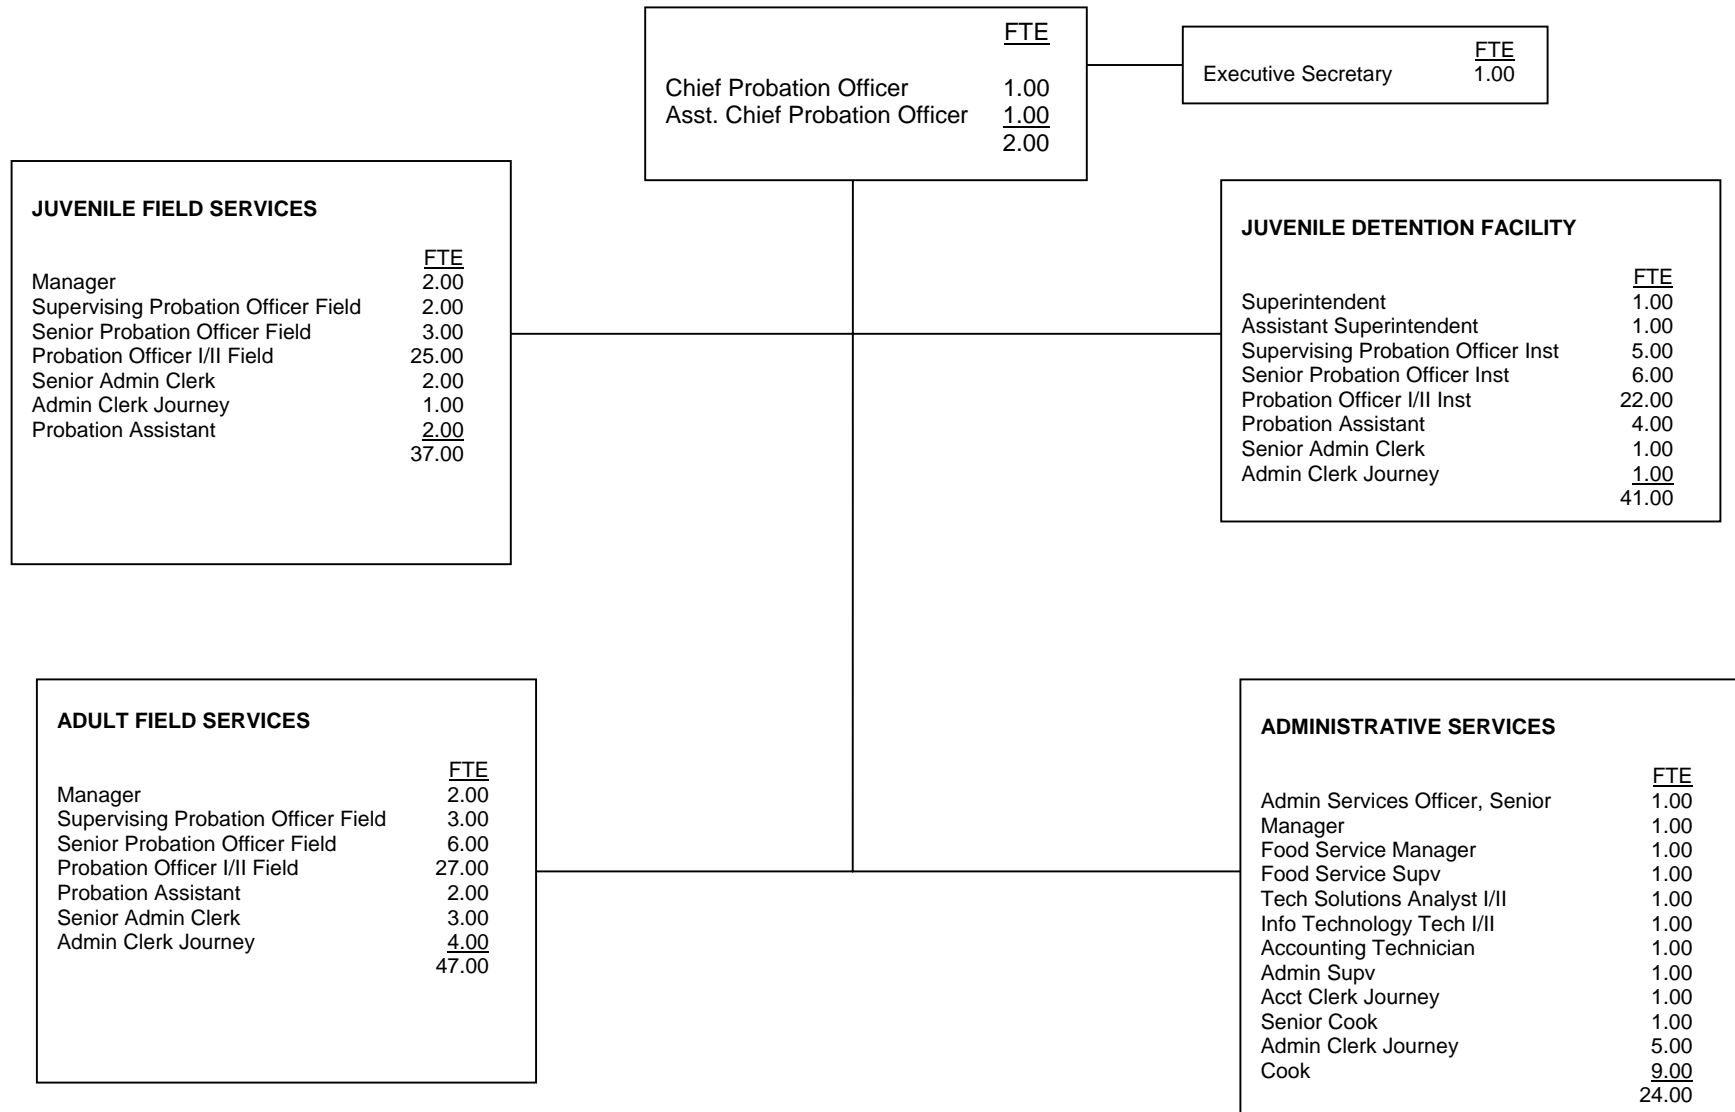 FTE
Chief Probation Officer 1.00
Asst. Chief Probation Officer 1.00
2.00
FTE
Executive Secretary 1.00
JUVENILE FIELD SERVICES
FTE
Manager 2.00
Supervising Probation Officer Field 2.00
Senior Probation Officer Field 3.00
Probation Officer I/II Field 25.00
Senior Admin Clerk 2.00
Admin Clerk Journey 1.00
Probation Assistant 2.00
37.00
JUVENILE DETENTION FACILITY
FTE
Superintendent 1.00
Assistant Superintendent 1.00
Supervising Probation Officer Inst 5.00
Senior Probation Officer Inst 6.00
Probation Officer I/II Inst 22.00
Probation Assistant 4.00
Senior Admin Clerk 1.00
Admin Clerk Journey 1.00
41.00
ADULT FIELD SERVICES
FTE
Manager 2.00
Supervising Probation Officer Field 3.00
Senior Probation Officer Field 6.00
Probation Officer I/II Field 27.00
Probation Assistant 2.00
Senior Admin Clerk 3.00
Admin Clerk Journey 4.00
47.00
ADMINISTRATIVE SERVICES
FTE
Admin Services Officer, Senior 1.00
Manager 1.00
Food Service Manager 1.00
Food Service Supv 1.00
Tech Solutions Analyst I/II 1.00
Info Technology Tech I/II 1.00
Accounting Technician 1.00
Admin Supv 1.00
Acct Clerk Journey 1.00
Senior Cook 1.00
Admin Clerk Journey 5.00
Cook 9.00
24.00